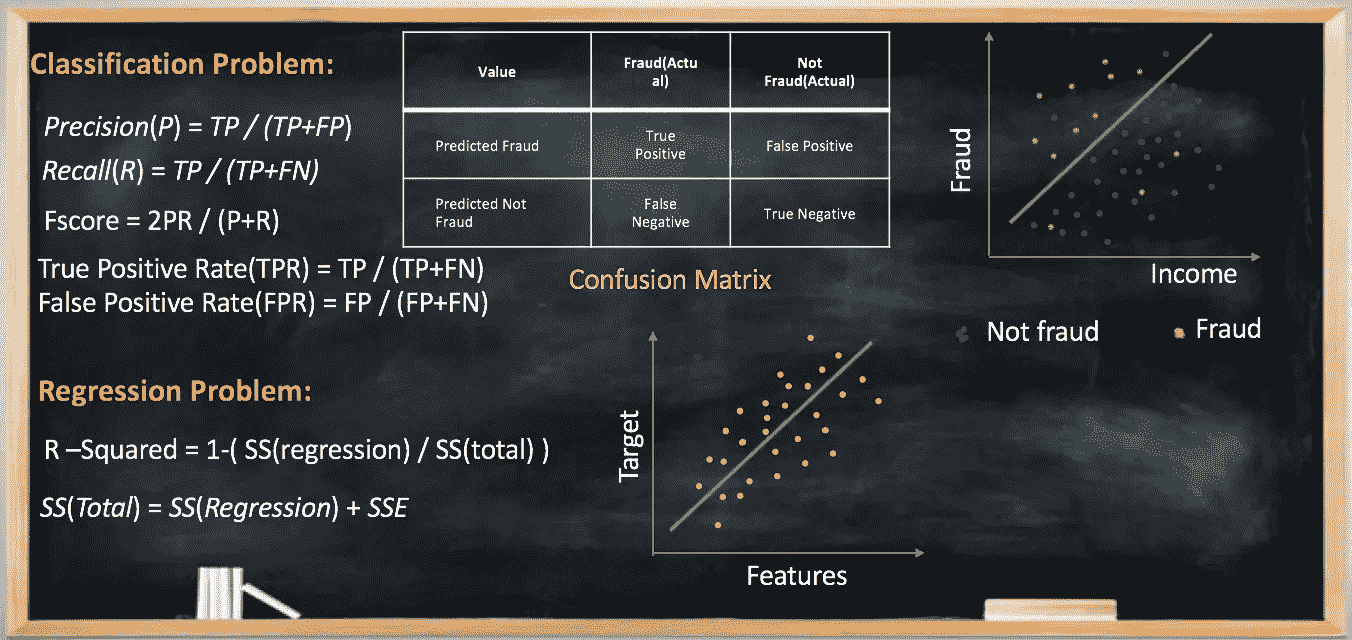 Classification Problem:
Precision(P) = TP / (TP+FP)
Recall(R) = TP / (TP+FN)
Fscore = 2PR / (P+R)
True Positive Rate(TPR) = TP / (TP+FN)
False Positive Rate(FPR) = FP / (FP+FN)
Value
Fraud(Actu
al)
Not
Fraud(Actual)
Predicted Fraud
True
Positive
False Positive
Predicted Not
Fraud
False
Negative
True Negative
Confusion Matrix
Fraud
Income
Not fraud
Fraud
Regression Problem:
R –Squared = 1-( SS(regression) / SS(total) )
SS(Total) = SS(Regression) + SSE
Target
Features